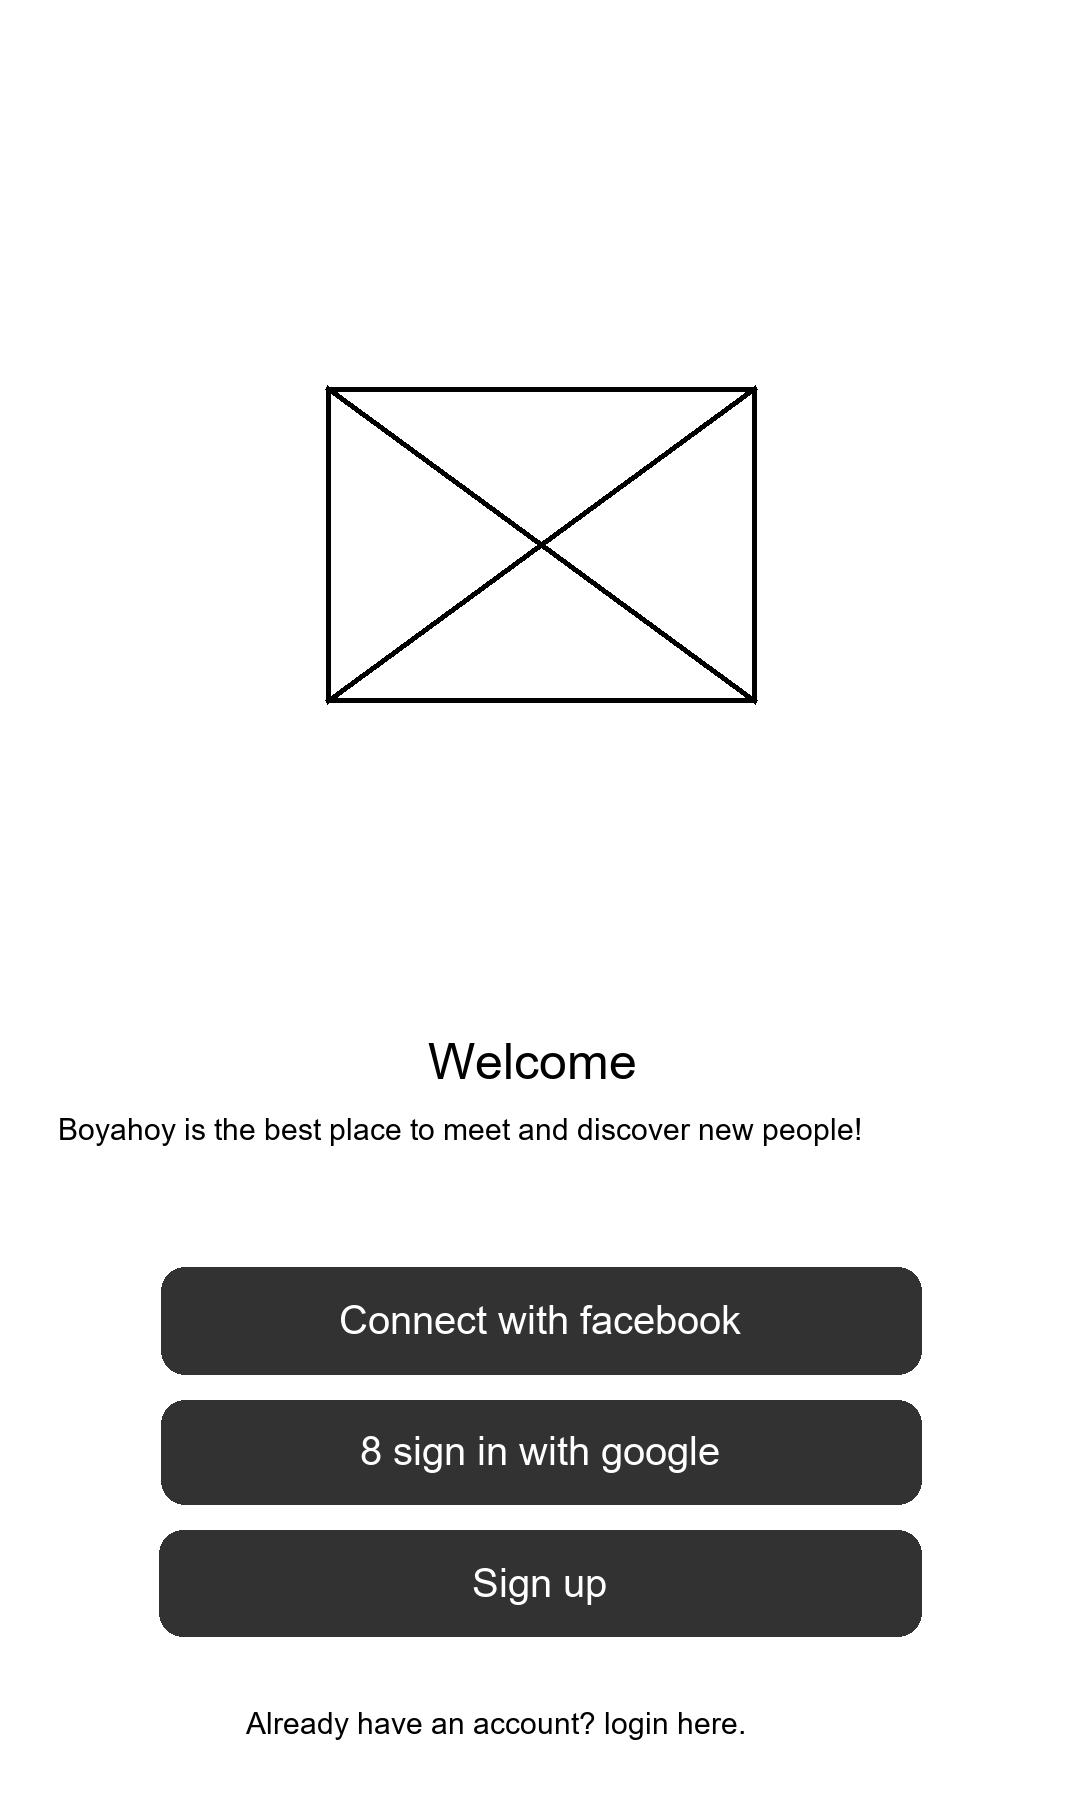 Welcome
Boyahoy is the best place to meet and discover new people!
Connect with facebook
8 sign in with google
Sign up
Already have an account? login here.